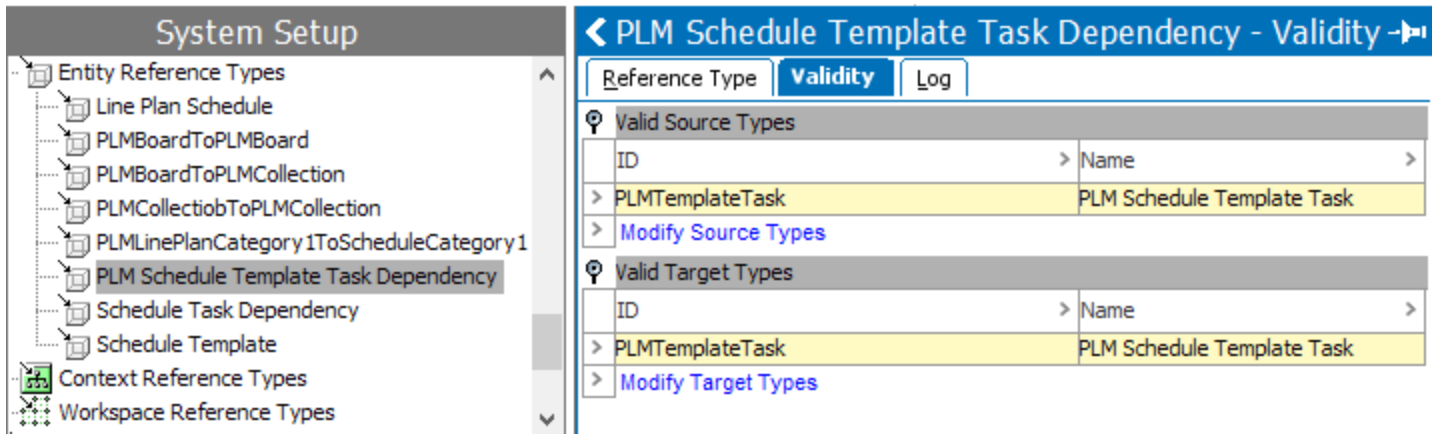 System Setup
Entity Reference Types
Line Plan Schedule
PLMBoardToPLMBoard
PLMBoardToPLMCollection
PLMCollectiobToPLMCollection
PLMLinePlanCategory1ToScheduleCategory1
PLM Schedule Template Task Dependency
Schedule Task Dependency
Schedule Template
Context Reference Types
Workspace Reference Types
PLM Schedule Template Task Dependency - Validity
Reference Type Validity Log
Valid Source Types
ID > Name >
> PLMTemplateTask PLM Schedule Template Task
> Modify Source Types
Valid Target Types
ID > Name >
> PLMTemplateTask PLM Schedule Template Task
> Modify Target Types